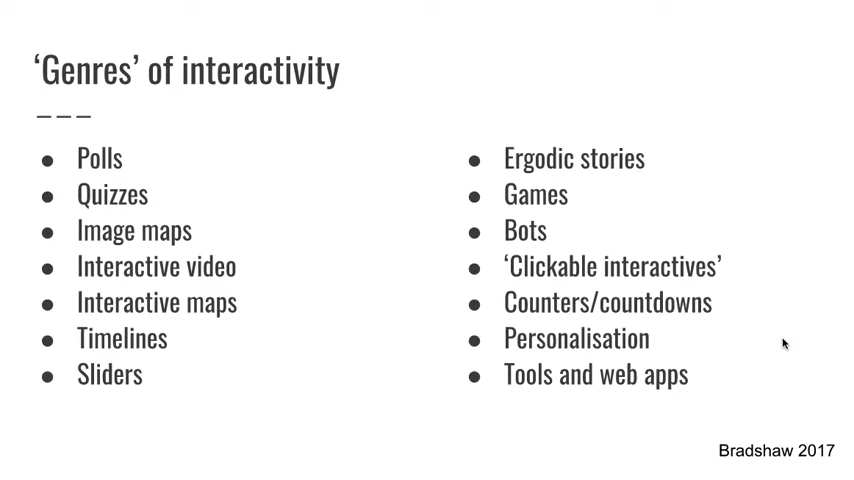 ‘Genres’ of interactivity
● Polls
● Quizzes
● Image maps
● Interactive video
● Interactive maps
● Timelines
● Sliders
● Ergodic stories
● Games
● Bots
● ‘Clickable interactives’
● Counters/countdowns
● Personalisation
● Tools and web apps
Bradshaw 2017